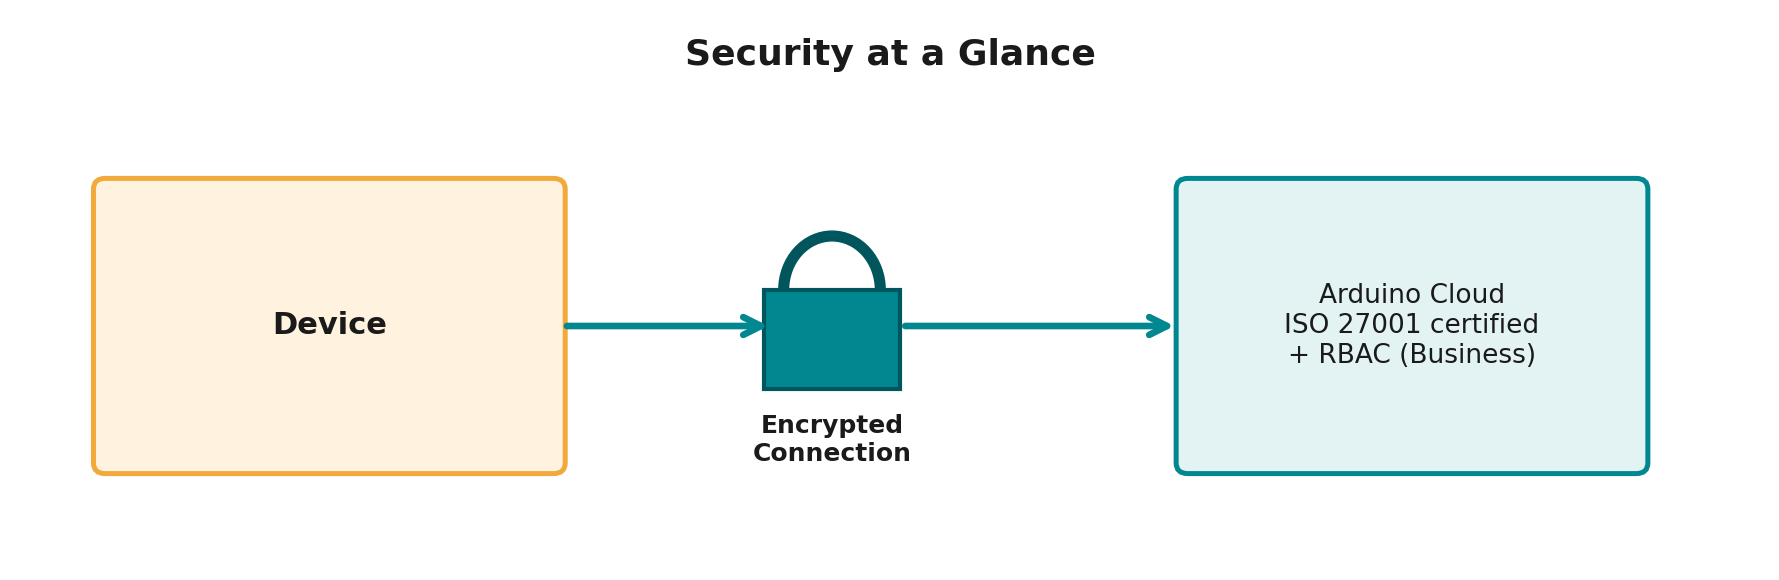 Security at a Glance
Device
Encrypted
Connection
Arduino Cloud
ISO 27001 certified
+ RBAC (Business)